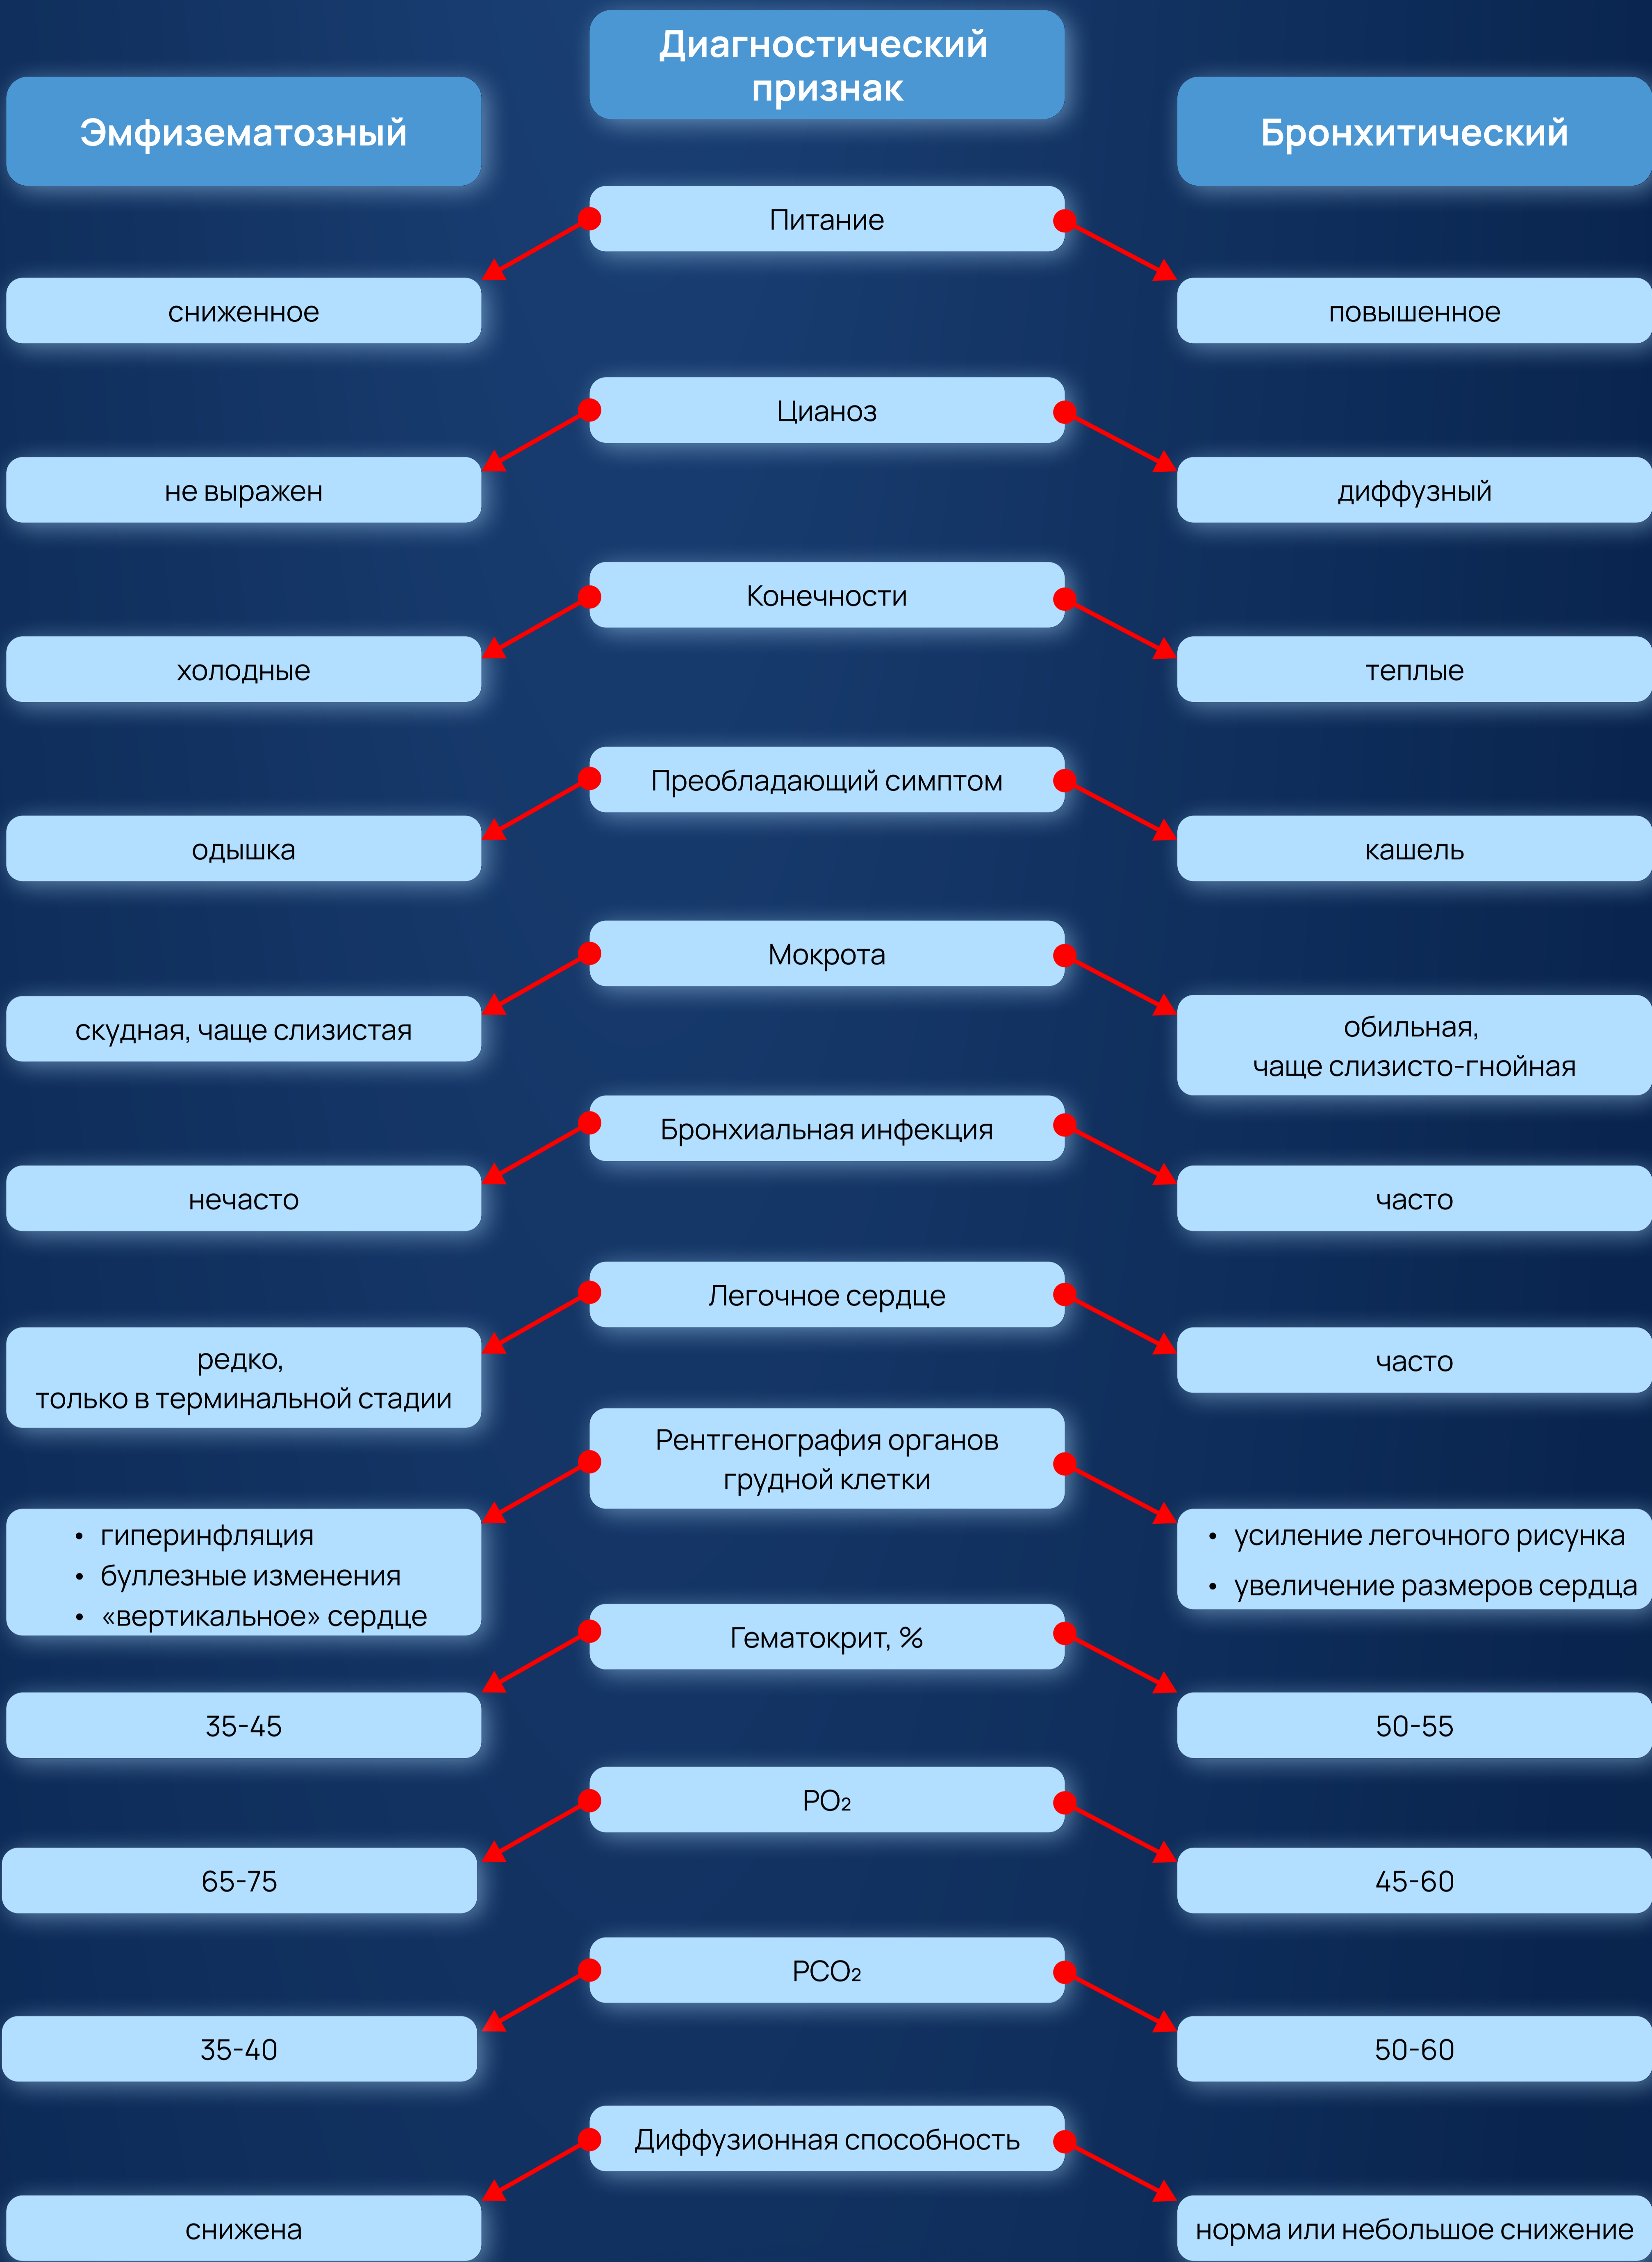 Диагностический
признак
Эмфизематозный
Бронхитический
Питание
сниженное
повышенное
Цианоз
не выражен
диффузный
Конечности
холодные
теплые
Преобладающий симптом
одышка
кашель
Мокрота
скудная, чаще слизистая
обильная,
чаще слизисто-гнойная
Бронхиальная инфекция
нечасто
часто
Легочное сердце
редко,
только в терминальной стадии
часто
Рентгенография органов
грудной клетки
• гиперинфляция
• буллезные изменения
• «вертикальное» сердце
• усиление легочного рисунка
• увеличение размеров сердца
Гематокрит, %
35-45
50-55
PO₂
65-75
45-60
PCO₂
35-40
50-60
Диффузионная способность
снижена
норма или небольшое снижение